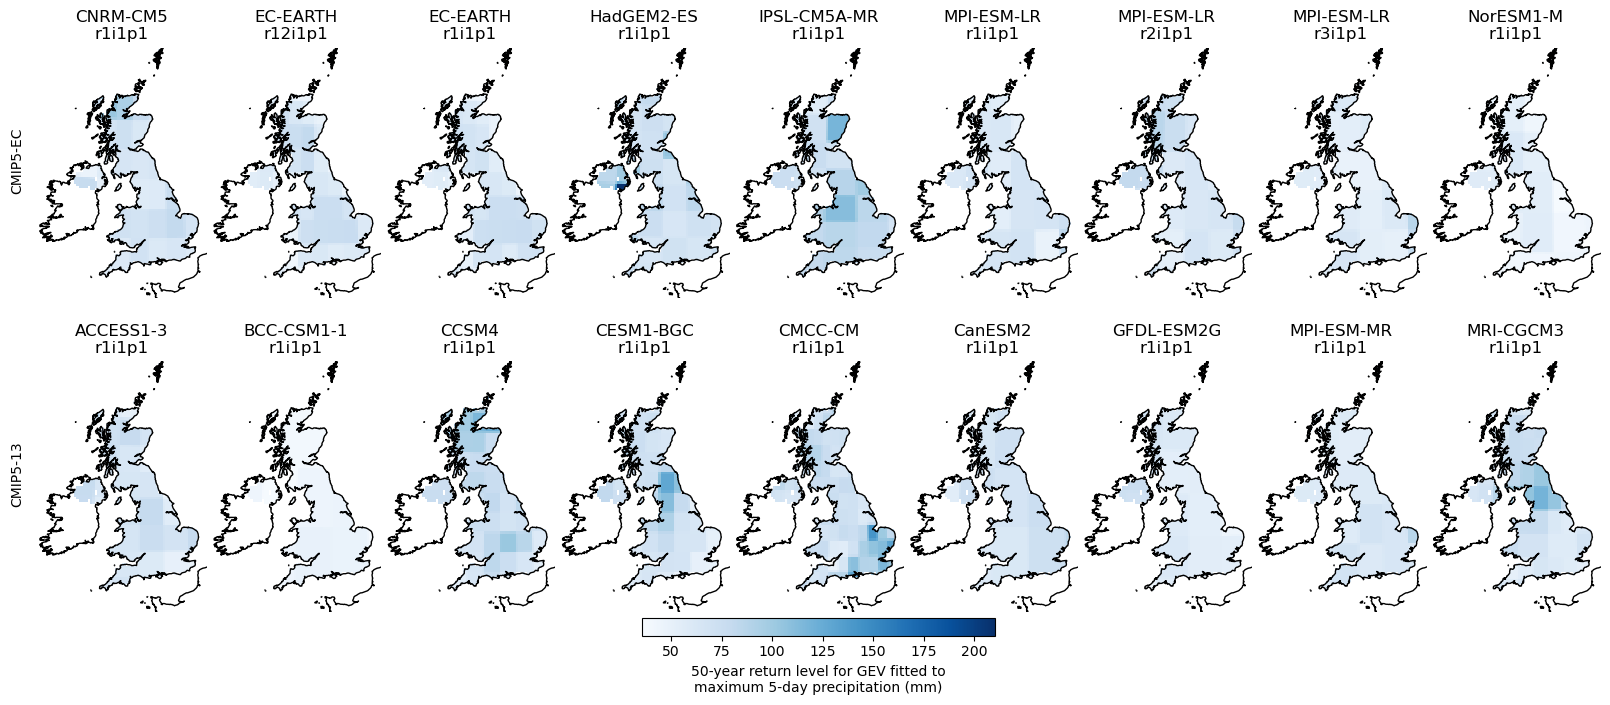 CNRM-CM5 EC-EARTH EC-EARTH HadGEM2-ES IPSL-CM5A-MR MPI-ESM-LR MPI-ESM-LR MPI-ESM-LR NorESM1-M
r1i1p1 r12i1p1 r1i1p1 r1i1p1 r1i1p1 r1i1p1 r2i1p1 r3i1p1 r1i1p1
CMIP5-EC
ACCESS1-3 BCC-CSM1-1 CCSM4 CESM1-BGC CMCC-CM CanESM2 GFDL-ESM2G MPI-ESM-MR MRI-CGCM3
r1i1p1 r1i1p1 r1i1p1 r1i1p1 r1i1p1 r1i1p1 r1i1p1 r1i1p1 r1i1p1
CMIP5-13
50 75 100 125 150 175 200
50-year return level for GEV fitted to
maximum 5-day precipitation (mm)